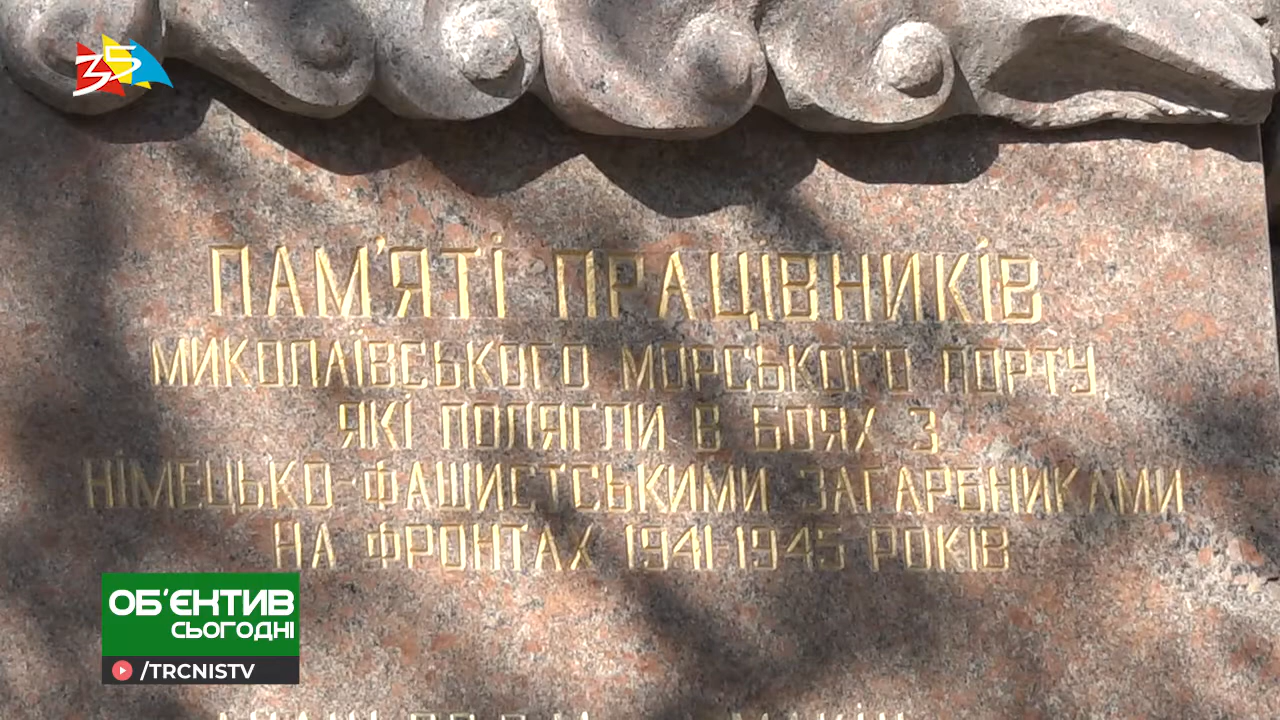 35
ПАМ'ЯТІ ПРАЦІВНИКІВ
МИКОЛАЇВСЬКОГО МОРСЬКОГО ПОРТУ,
ЯКІ ПОЛЯГЛИ В БОЯХ З
НІМЕЦЬКО-ФАШИСТСЬКИМИ ЗАГАРБНИКАМИ
НА ФРОНТАХ 1941-1945 РОКІВ
ОБ'ЄКТИВ
СЬОГОДНІ
/TRCNISTV